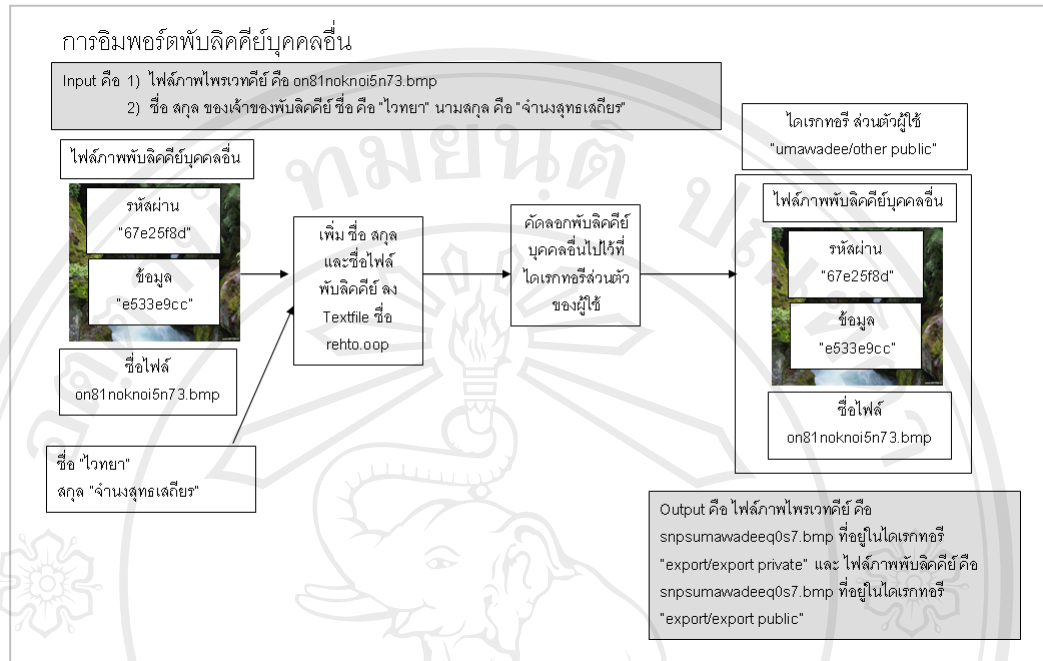 การอิมพอร์ตพับลิคคีย์บุคคลอื่น
Input คือ 1) ไฟล์ภาพไพรเวทคีย์ คือ on81noknoi5n73.bmp
2) ชื่อ สกุล ของเจ้าของพับลิคคีย์ ชื่อ คือ "ไวทยา" นามสกุล คือ "จำนงสุทธเสถียร"
ไฟล์ภาพพับลิคคีย์บุคคลอื่น
รหัสผ่าน
"67e25f8d"
ข้อมูล
"e533e9cc"
ชื่อไฟล์
on81noknoi5n73.bmp
ชื่อ "ไวทยา"
สกุล "จำนงสุทธเสถียร"
เพิ่ม ชื่อ สกุล
และชื่อไฟล์
พับลิคคีย์ ลง
Textfile ชื่อ
rehto.oop
คัดลอกพับลิคคีย์
บุคคลอื่นไปไว้ที่
ไดเรกทอรีส่วนตัว
ของผู้ใช้
ไดเรกทอรี ส่วนตัวผู้ใช้
"umawadee/other public"
ไฟล์ภาพพับลิคคีย์บุคคลอื่น
รหัสผ่าน
"67e25f8d"
ข้อมูล
"e533e9cc"
ชื่อไฟล์
on81noknoi5n73.bmp
Output คือ ไฟล์ภาพไพรเวทคีย์ คือ
snpsumawadeeq0s7.bmp ที่อยู่ในไดเรกทอรี
"export/export private" และ ไฟล์ภาพพับลิคคีย์ คือ
snpsumawadeeq0s7.bmp ที่อยู่ในไดเรกทอรี
"export/export public"